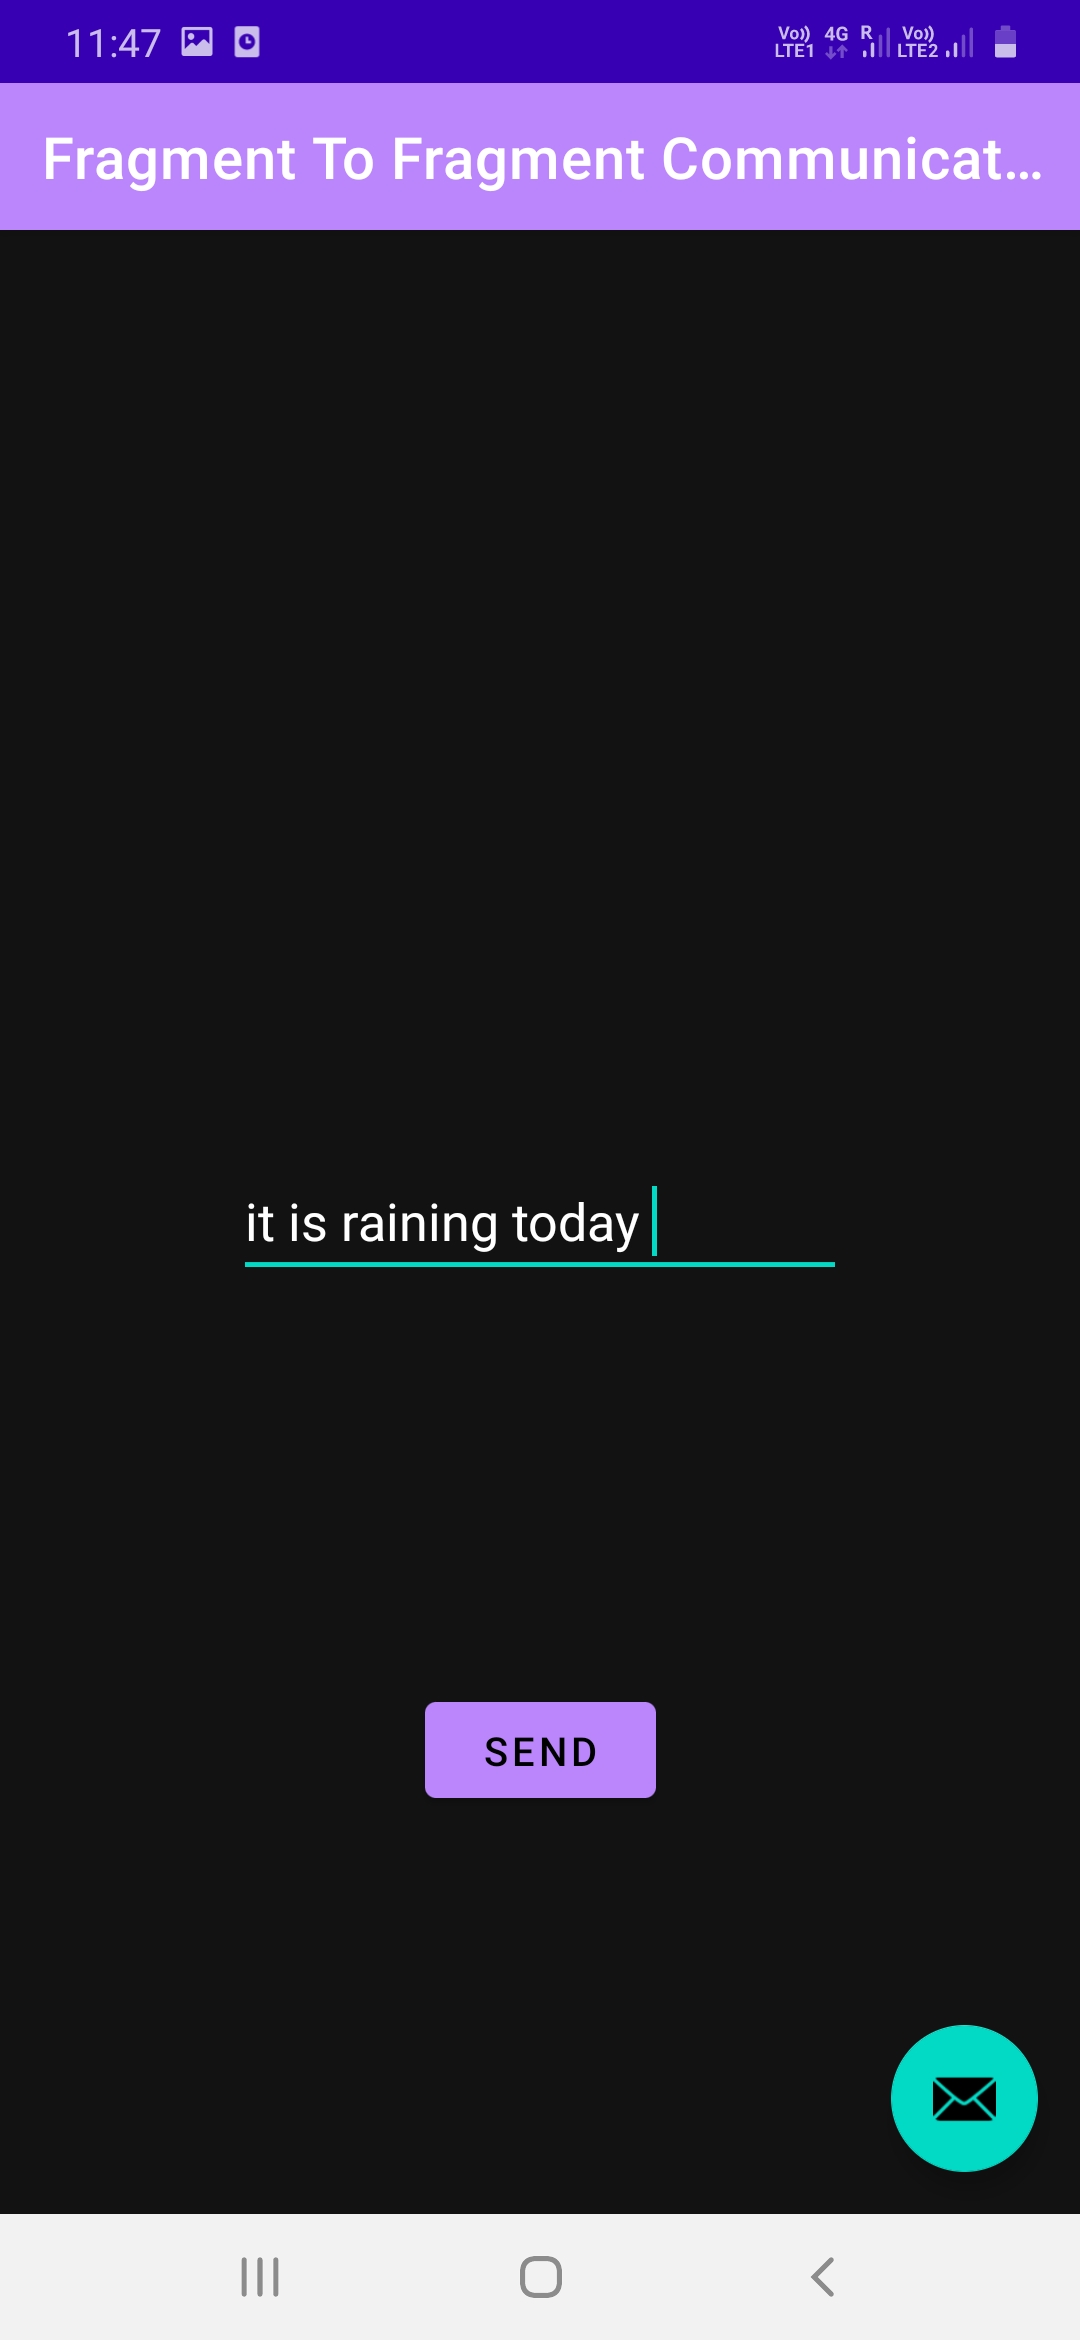 11:47 Vo)) LTE1 4G R Vo)) LTE2
Fragment To Fragment Communicat...
it is raining today
SEND